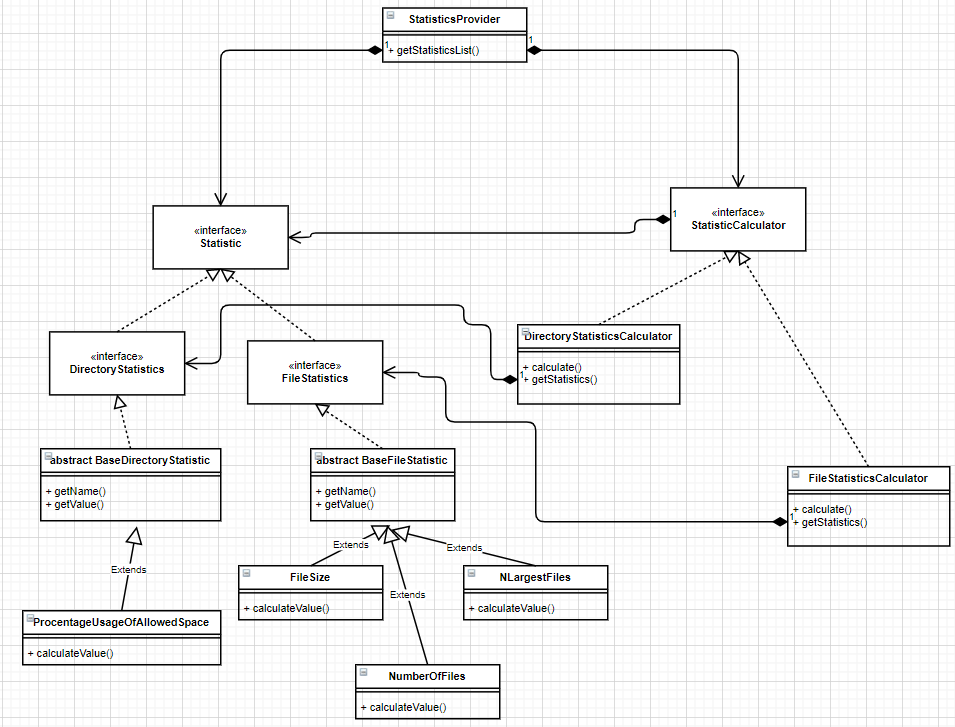 StatisticsProvider
1
+ getStatisticsList()
1
«interface»
Statistic
1
«interface»
StatisticCalculator
«interface»
DirectoryStatistics
«interface»
FileStatistics
DirectoryStatisticsCalculator
+ calculate()
1
+ getStatistics()
abstract BaseDirectoryStatistic
+ getName()
+ getValue()
abstract BaseFileStatistic
+ getName()
+ getValue()
FileStatisticsCalculator
+ calculate()
1
+ getStatistics()
Extends
Extends
Extends
Extends
FileSize
+ calculateValue()
NLargestFiles
+ calculateValue()
ProcentageUsageOfAllowedSpace
+ calculateValue()
NumberOfFiles
+ calculateValue()